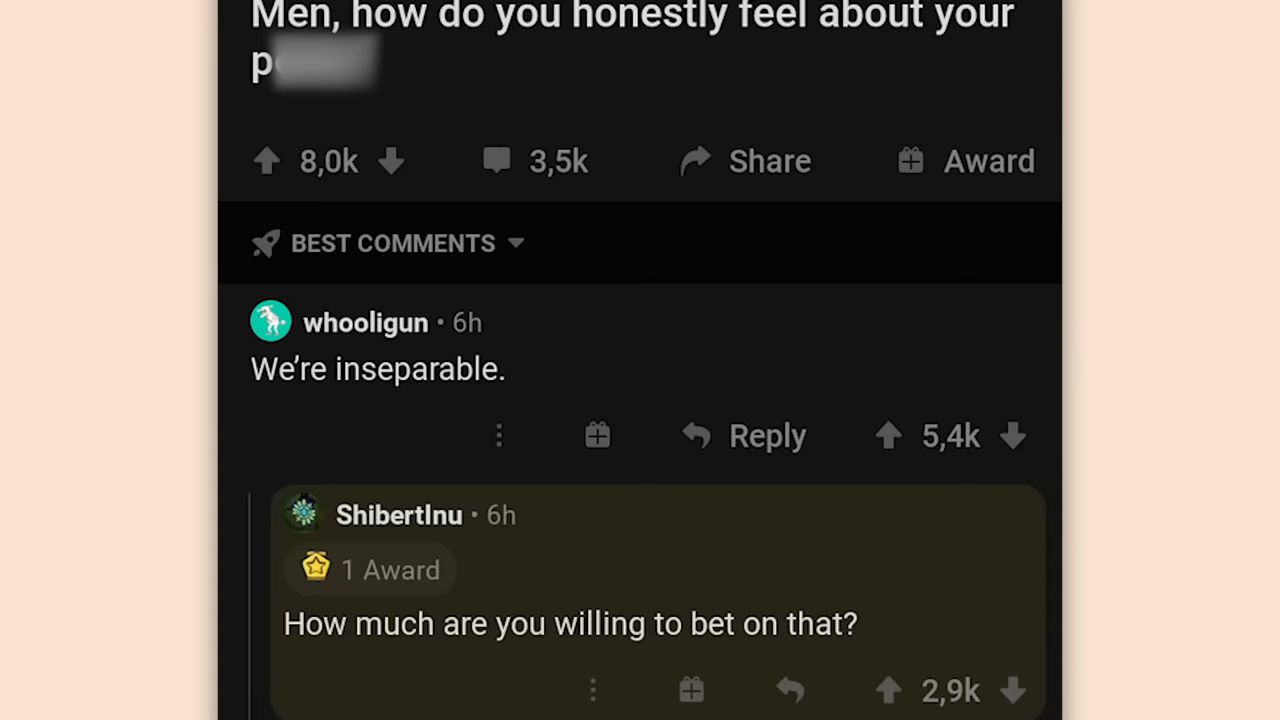 Men, how do you honestly feel about your
8,0k 3,5k Share Award
BEST COMMENTS
whooligun • 6h
We're inseparable.
Reply 5,4k
ShibertInu • 6h
1 Award
How much are you willing to bet on that?
2,9k